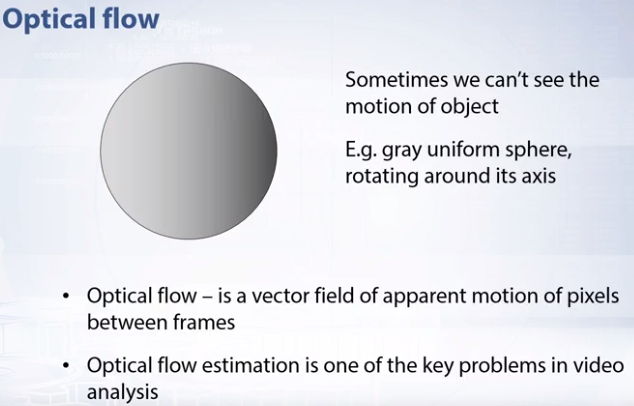 Optical flow
Sometimes we can't see the
motion of object
E.g. gray uniform sphere,
rotating around its axis
• Optical flow – is a vector field of apparent motion of pixels
between frames
• Optical flow estimation is one of the key problems in video
analysis